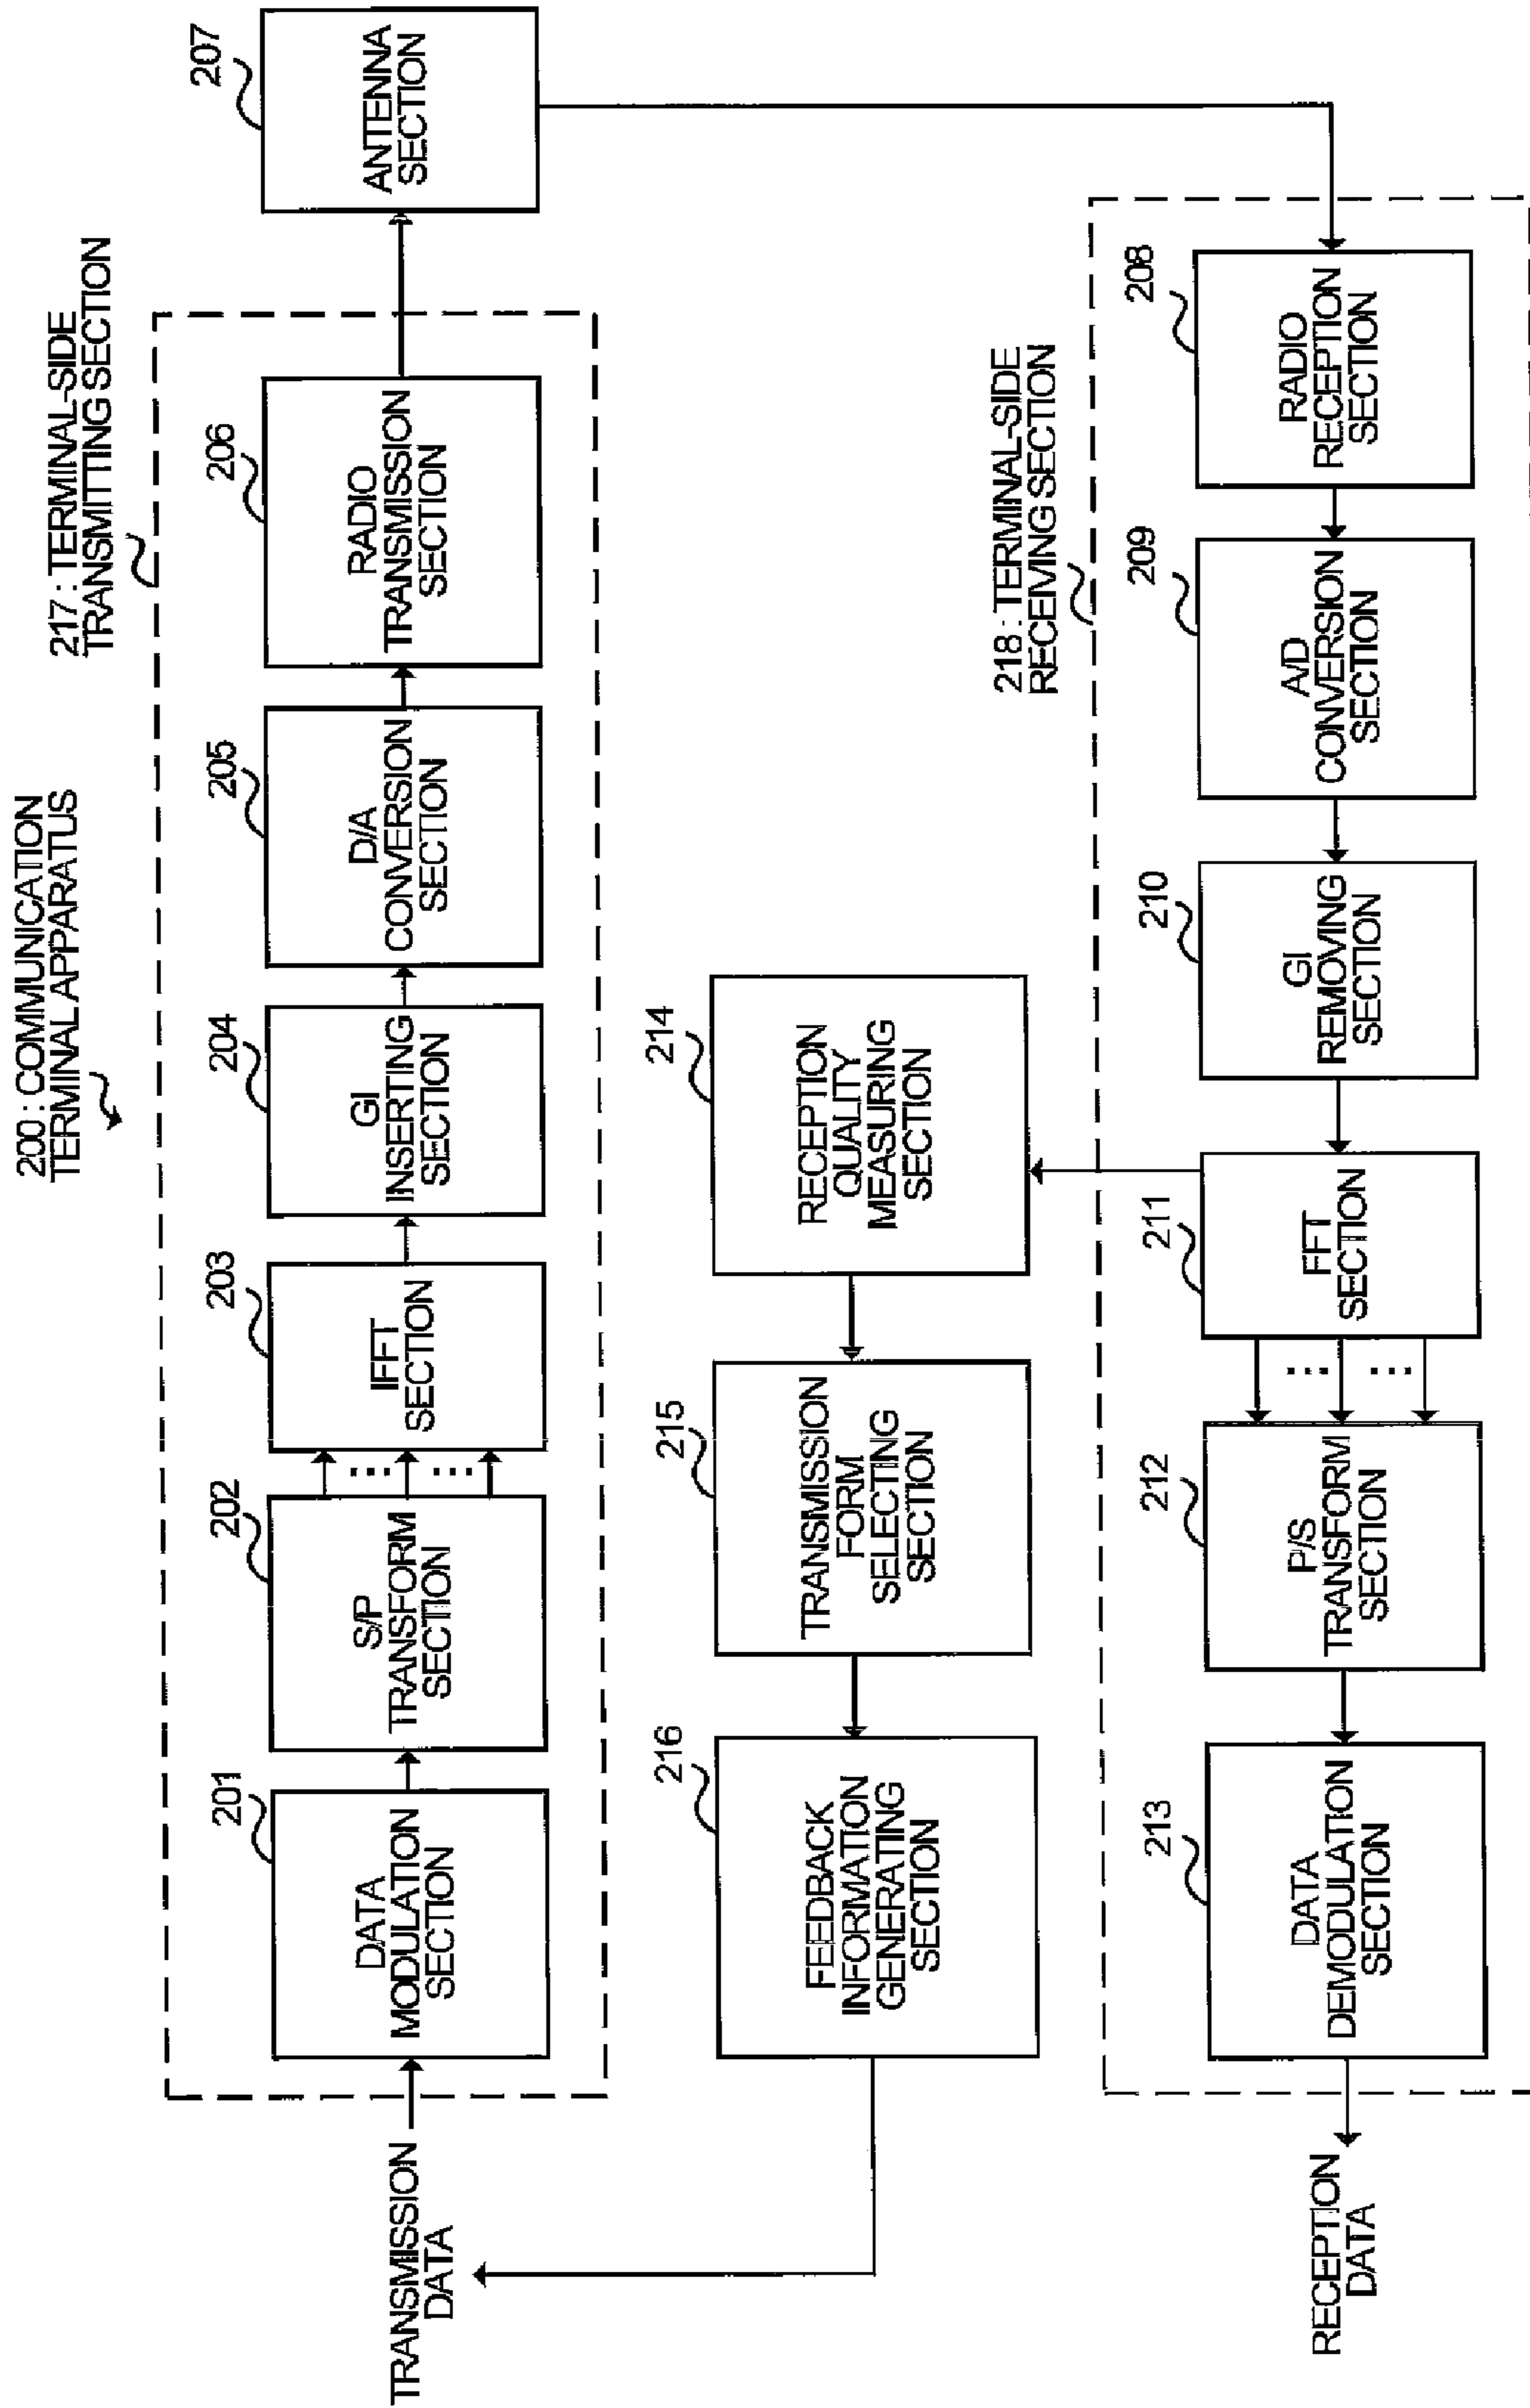 200 : COMMUNICATION
TERMINAL APPARATUS
217 : TERMINAL-SIDE
TRANSMITTING SECTION
201
DATA
MODULATION
SECTION
202
S/P
TRANSFORM
SECTION
203
IFFT
SECTION
204
GI
INSERTING
SECTION
205
D/A
CONVERSION
SECTION
206
RADIO
TRANSMISSION
SECTION
207
ANTENNA
SECTION
TRANSMISSION
DATA
216
FEEDBACK
INFORMATION
GENERATING
SECTION
215
TRANSMISSION
FORM
SELECTING
SECTION
214
RECEPTION
QUALITY
MEASURING
SECTION
218 : TERMINAL-SIDE
RECEIVING SECTION
213
DATA
DEMODULATION
SECTION
212
P/S
TRANSFORM
SECTION
211
FFT
SECTION
210
GI
REMOVING
SECTION
209
A/D
CONVERSION
SECTION
208
RADIO
RECEPTION
SECTION
RECEPTION
DATA